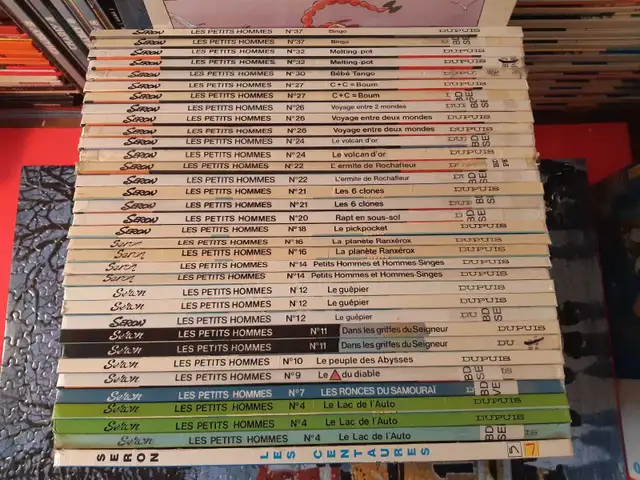 SERON LES PETITS HOMMES N°37 Bingo DUPUIS
SERON LES PETITS HOMMES N°37 Bingo
SERON LES PETITS HOMMES N°32 Melting-pot DUPUIS
SERON LES PETITS HOMMES N°32 Melting-pot
SERON LES PETITS HOMMES N°30 Bébé Tango
SERON LES PETITS HOMMES N°27 C+C=Boum DUPUIS
SERON LES PETITS HOMMES N°27 C+C=Boum
SERON LES PETITS HOMMES N°26 Voyage entre 2 mondes
SERON LES PETITS HOMMES N°26 Voyage entre deux mondes
SERON LES PETITS HOMMES N°26 Voyage entre deux mondes
SERON LES PETITS HOMMES N°24 Le volcan d'or
SERON LES PETITS HOMMES N°24 Le volcan d'or DUPUIS
SERON LES PETITS HOMMES N°22 L'ermite de Rochafleur
SERON LES PETITS HOMMES N°22 L'ermite de Rochafleur
SERON LES PETITS HOMMES N°21 Les 6 clones DUPUIS
SERON LES PETITS HOMMES N°21 Les 6 clones
SERON LES PETITS HOMMES N°20 Rapt en sous-sol
SERON LES PETITS HOMMES N°18 Le pickpocket DUPUIS
Seron LES PETITS HOMMES N°16 La planète Ranxérox DUPUIS
Seron LES PETITS HOMMES N°16 La planète Ranxérox DUPUIS
Seron LES PETITS HOMMES N°14 Petits Hommes et Hommes-Singes DUPUIS
Seron LES PETITS HOMMES N°14 Petits Hommes et Hommes-Singes DUPUIS
Seron LES PETITS HOMMES N°12 Le guêpier DUPUIS
Seron LES PETITS HOMMES N°12 Le guêpier DUPUIS
SERON LES PETITS HOMMES N°12 Le guêpier
Seron LES PETITS HOMMES N°11 Dans les griffes du Seigneur DUPUIS
Seron LES PETITS HOMMES N°11 Dans les griffes du Seigneur
Seron LES PETITS HOMMES N°10 Le peuple des Abysses DUPUIS
Seron LES PETITS HOMMES N°9 Le du diable
Seron LES PETITS HOMMES N°7 LES RONCES DU SAMOURAÏ
Seron LES PETITS HOMMES N°4 Le Lac de l'Auto DUPUIS
Seron LES PETITS HOMMES N°4 Le Lac de l'Auto DUPUIS
Seron LES PETITS HOMMES N°4 Le Lac de l'Auto
SERON LES CENTAURES